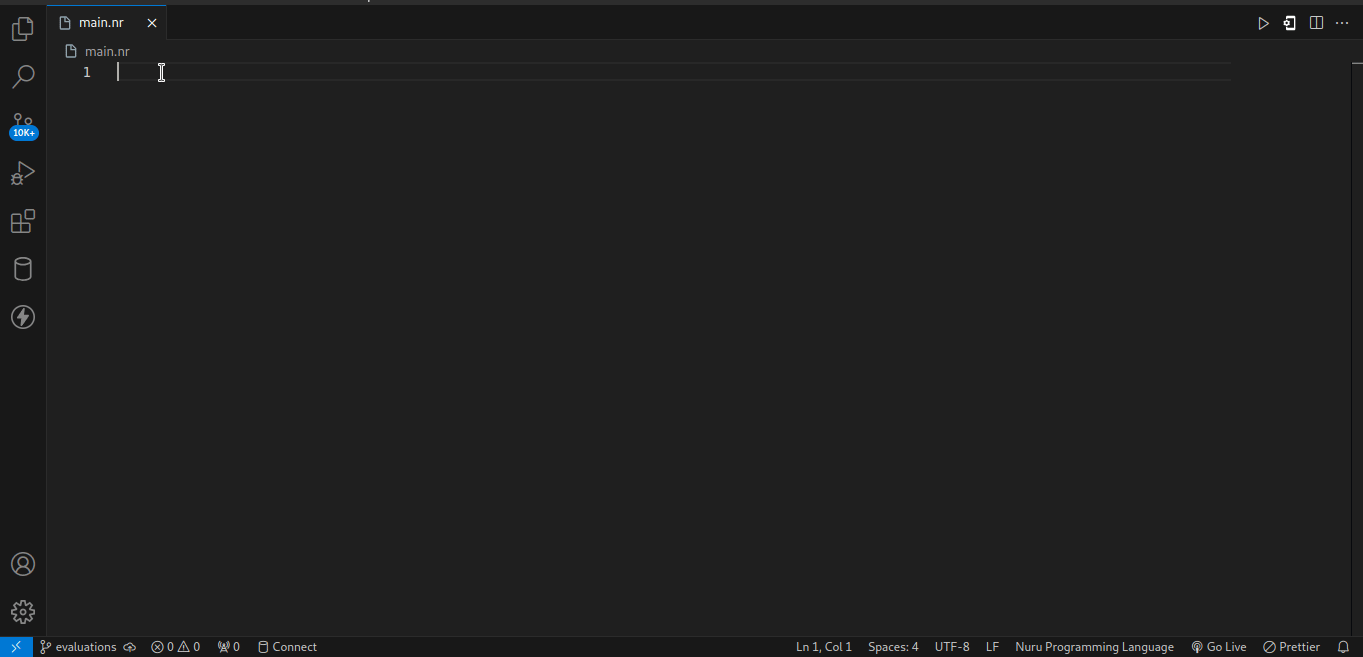 main.nr
main.nr
1
10K+
evaluations 0 0 0 Connect Ln 1, Col 1 Spaces: 4 UTF-8 LF Nuru Programming Language Go Live Prettier